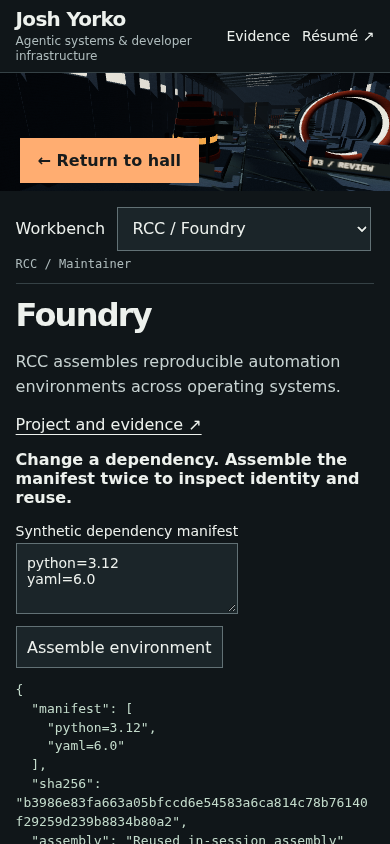 Josh Yorko
Agentic systems & developer
infrastructure
Evidence Résumé ↗
← Return to hall
03 / REVIEW
Workbench RCC / Foundry
RCC / Maintainer
Foundry
RCC assembles reproducible automation
environments across operating systems.
Project and evidence ↗
Change a dependency. Assemble the
manifest twice to inspect identity and
reuse.
Synthetic dependency manifest
python=3.12
yaml=6.0
Assemble environment
{
"manifest": [
"python=3.12",
"yaml=6.0"
],
"sha256":
"b3986e83fa663a05bfccd6e54583a6ca814c78b76140
f29259d239b8834b80a2",
"assembly": "Reused in-session assembly"